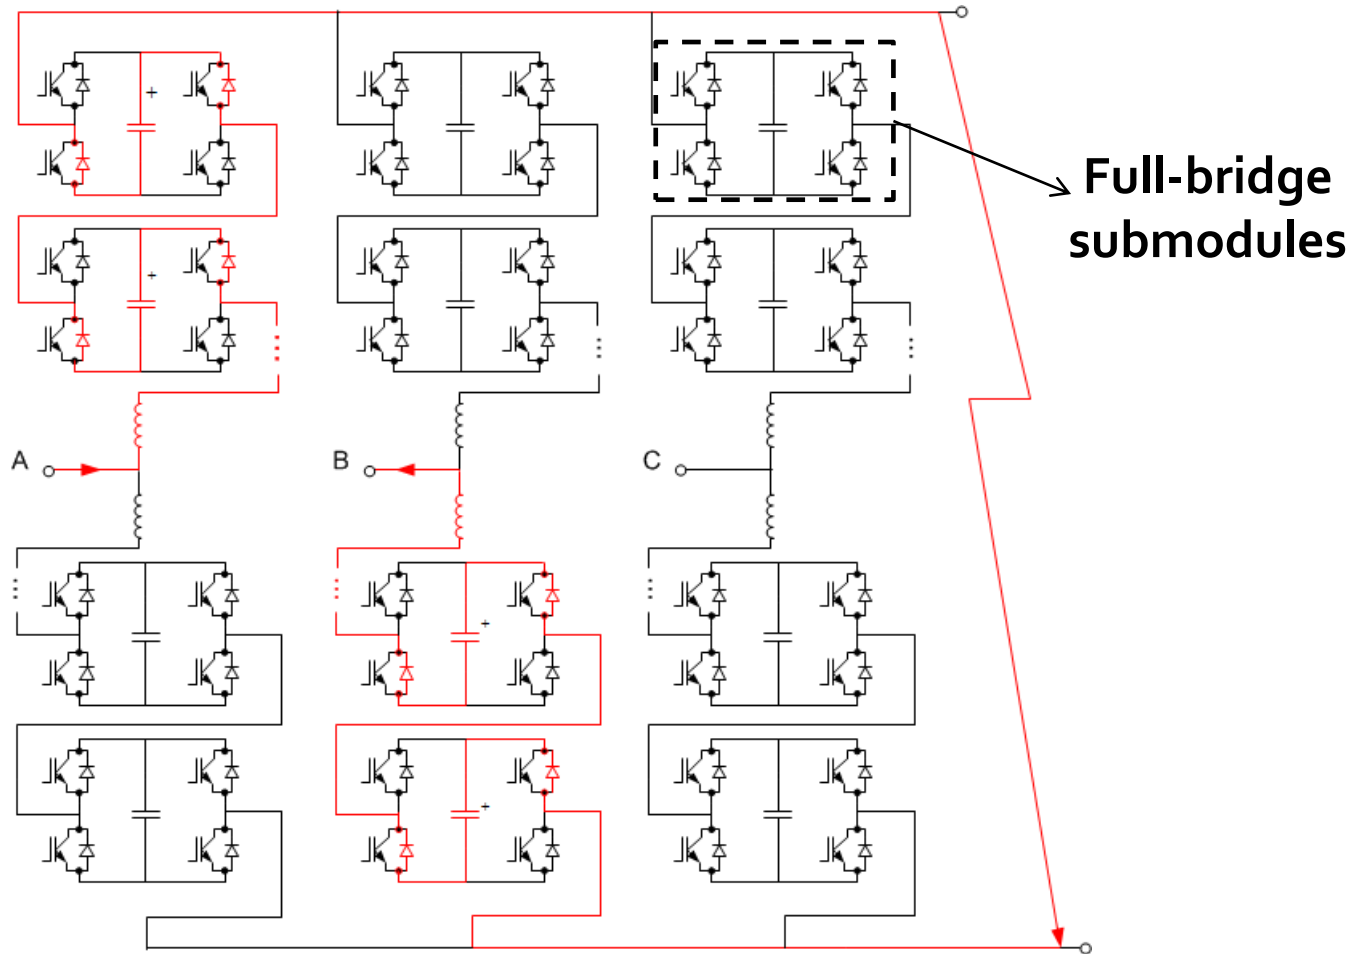 +
Full-bridge
submodules
+
⋮ ⋮ ⋮
A B C
⋮ ⋮ ⋮
+
+